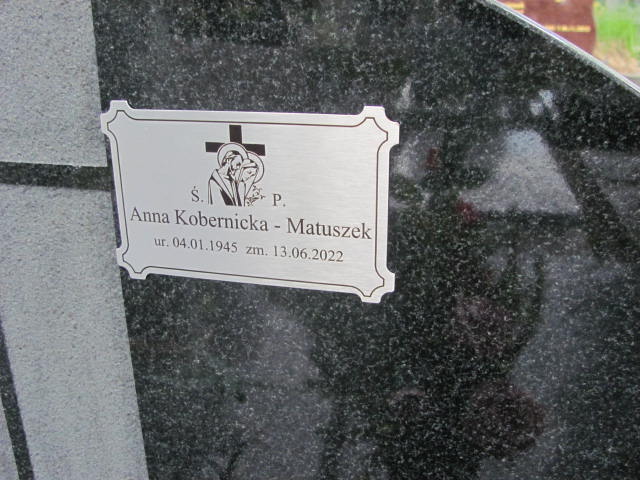 Ś. P.
Anna Kobernicka - Matuszek
ur. 04.01.1945 zm. 13.06.2022